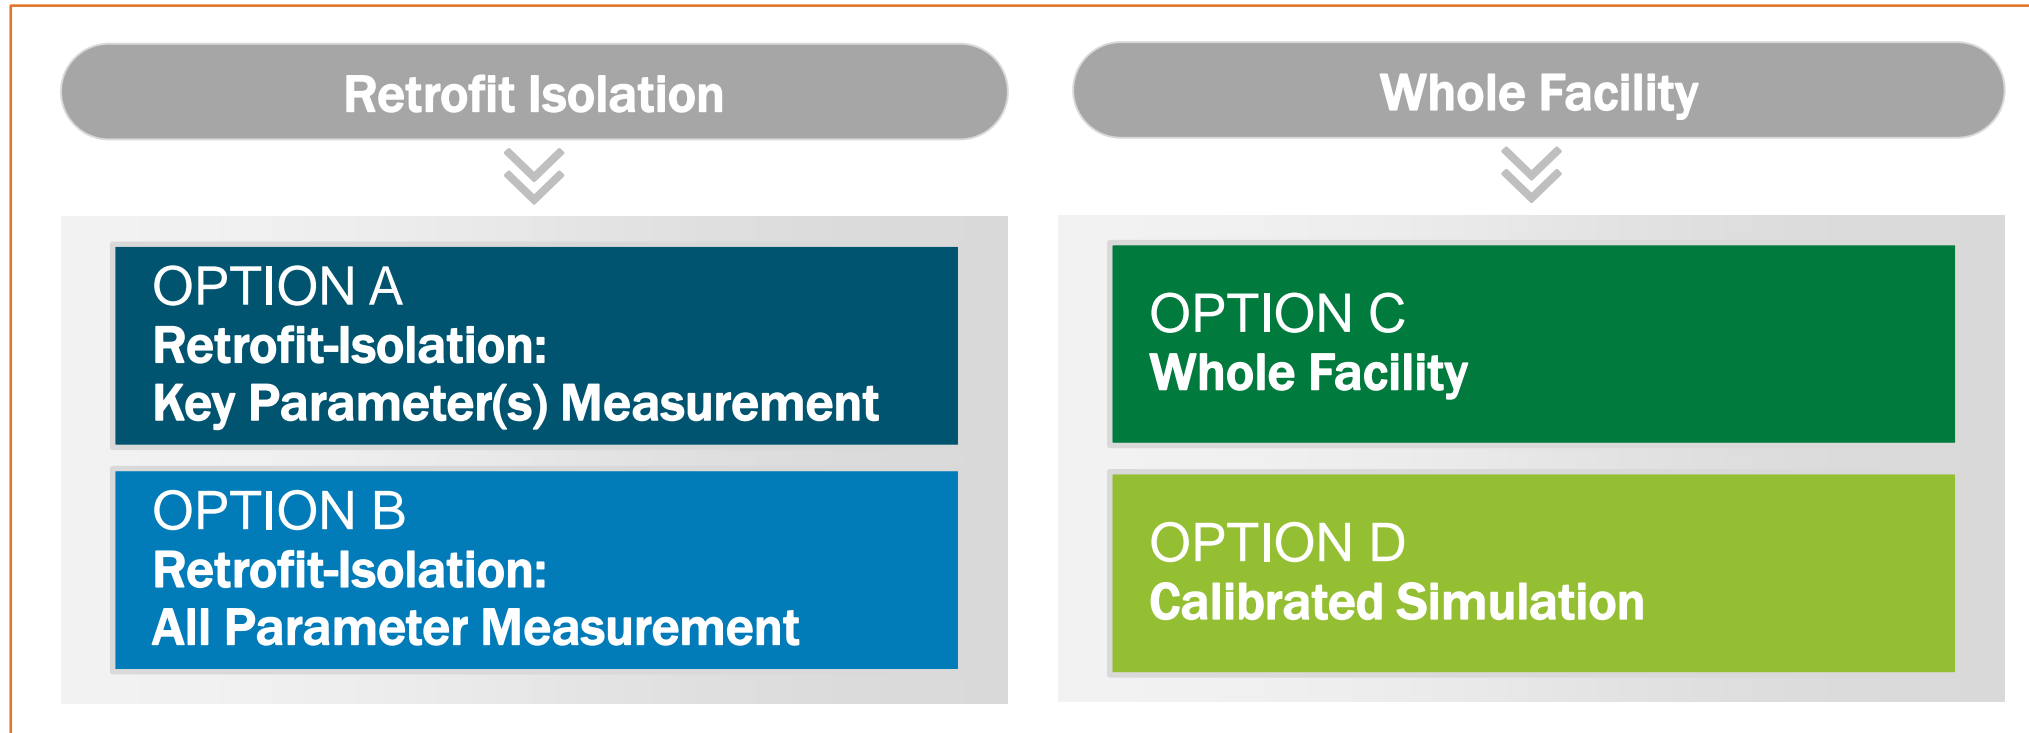 Retrofit Isolation
OPTION A
Retrofit-Isolation:
Key Parameter(s) Measurement
OPTION B
Retrofit-Isolation:
All Parameter Measurement
Whole Facility
OPTION C
Whole Facility
OPTION D
Calibrated Simulation